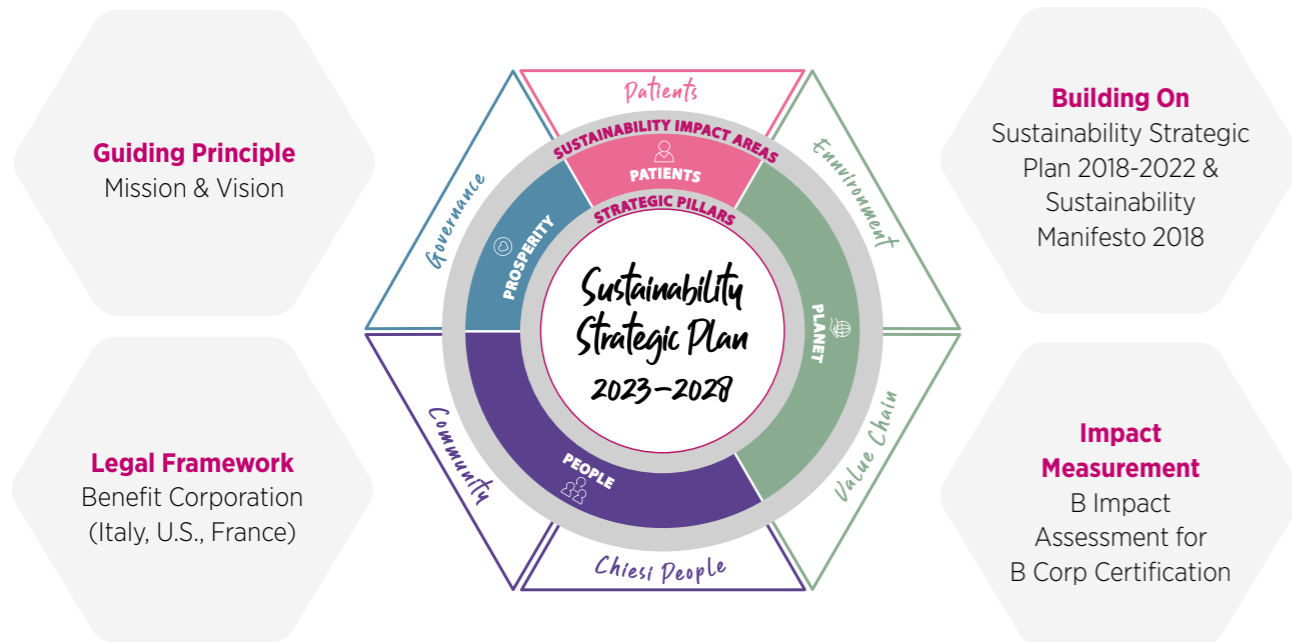 Guiding Principle
Mission & Vision
Legal Framework
Benefit Corporation
(Italy, U.S., France)
Patients
Ennvironment
Value Chain
Chiesi People
Community
Governance
SUSTAINABILITY IMPACT AREAS
PATIENTS
PLANET
PEOPLE
PROSPERITY
STRATEGIC PILLARS
Sustainability
Strategic Plan
2023–2028
Building On
Sustainability Strategic
Plan 2018-2022 &
Sustainability
Manifesto 2018
Impact
Measurement
B Impact
Assessment for
B Corp Certification